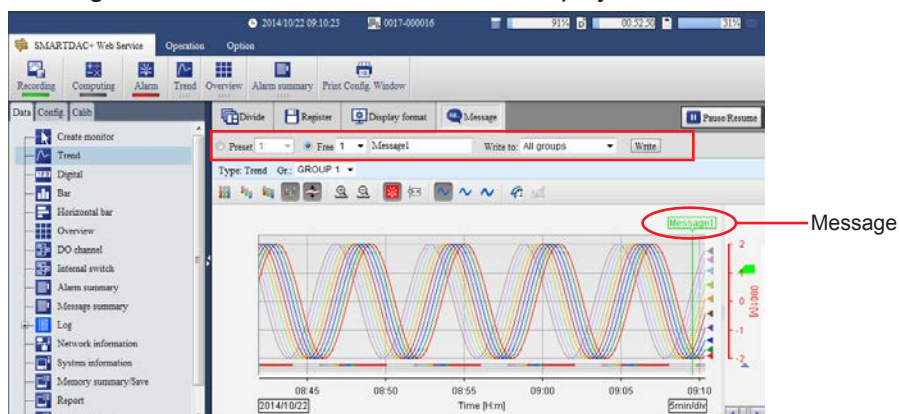 2014/10/22 09:10:23 0017-000016 91% 00:52:50 31%
SMARTDAC+ Web Service Operation Option
Recording Computing Alarm Trend Overview Alarm summary Print Config. Window
Data Config. Calib Divide Register Display format Message Pause/Resume
Create monitor
Preset 1 Free 1 Message1 Write to: All groups Write
Trend
Type: Trend Gr.: GROUP 1
Digital
Bar
Horizontal bar
Overview
Message1 Message
DO channel
2
Internal switch
Alarm summary
0
0001[V]
Message summary
-1
Log
Network information
-2
System information
Memory summary/Save
08:45 08:50 08:55 09:00 09:05 09:10
Report
2014/10/22 Time [H:m] 5min/div